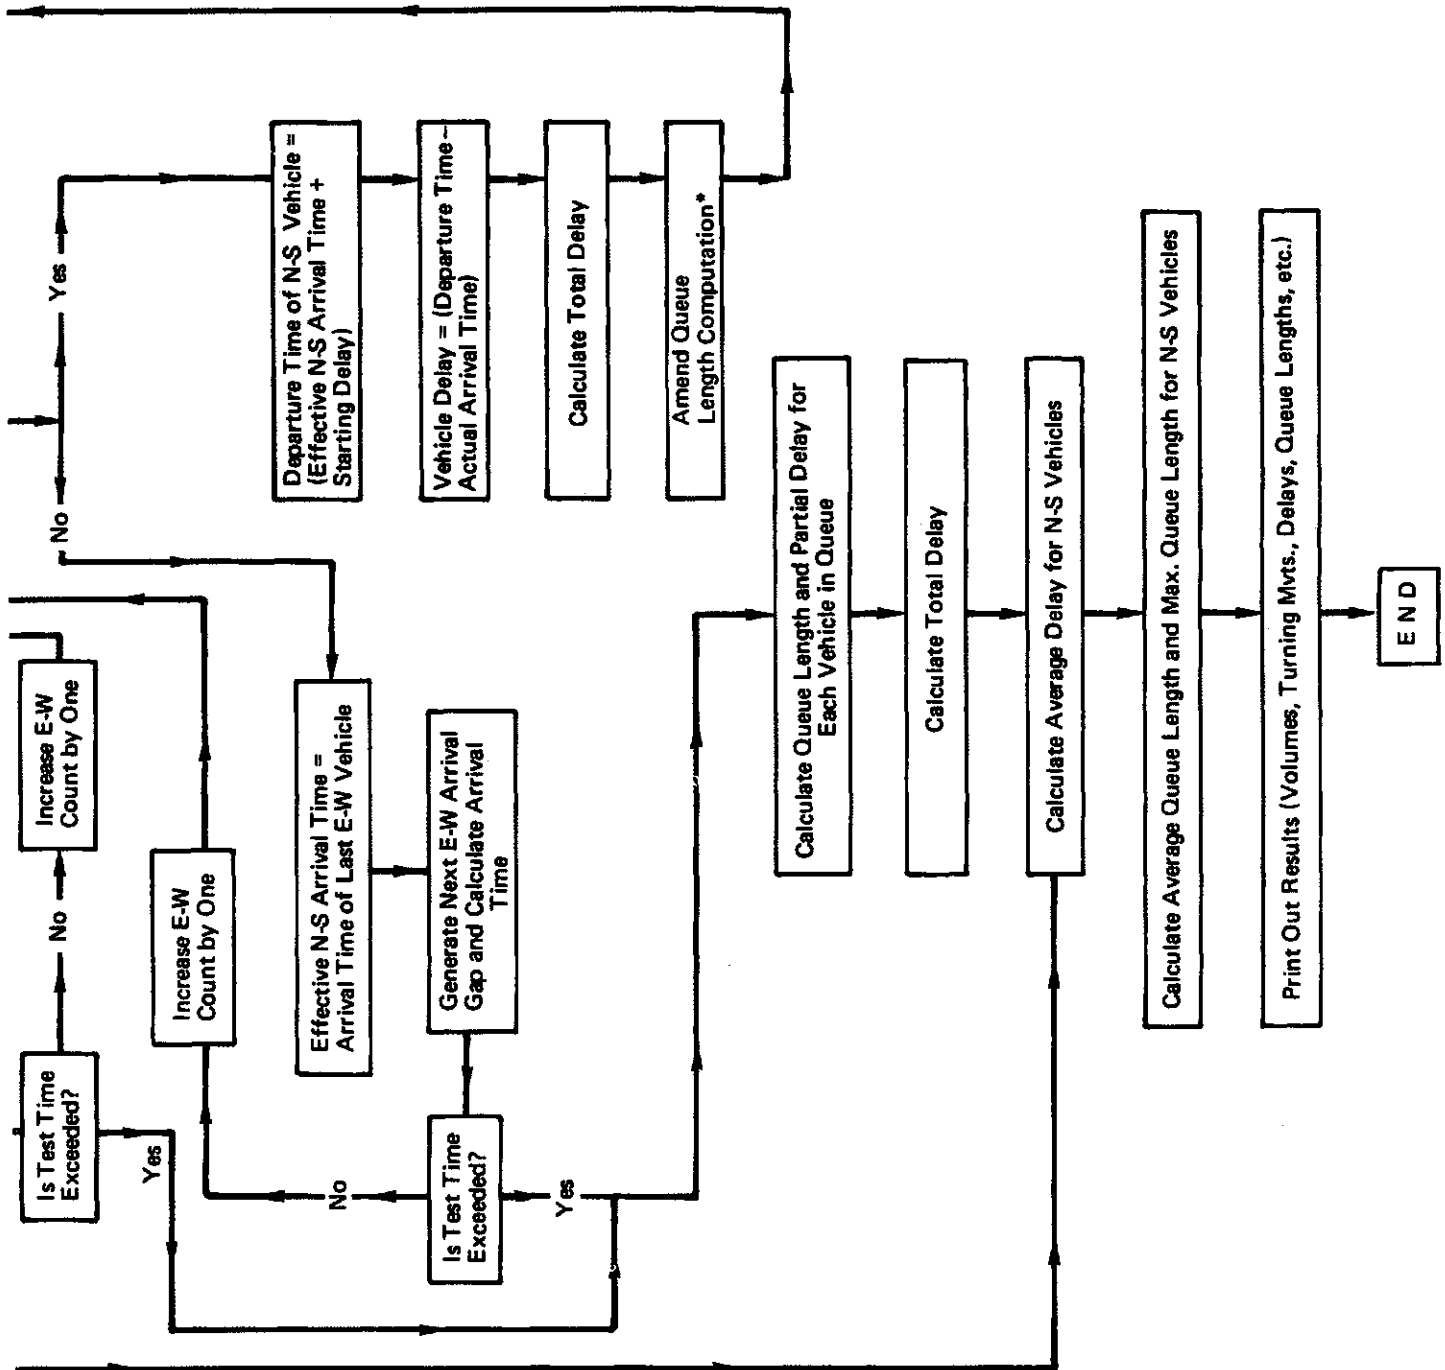 Is Test Time
Exceeded?
No
Yes
Increase E-W
Count by One
Increase E-W
Count by One
No
Yes
Departure Time of N-S Vehicle =
(Effective N-S Arrival Time +
Starting Delay)
Vehicle Delay = (Departure Time –
Actual Arrival Time)
Calculate Total Delay
Amend Queue
Length Computation*
Effective N-S Arrival Time =
Arrival Time of Last E-W Vehicle
Generate Next E-W Arrival
Gap and Calculate Arrival
Time
Is Test Time
Exceeded?
No
Yes
Calculate Queue Length and Partial Delay for
Each Vehicle in Queue
Calculate Total Delay
Calculate Average Delay for N-S Vehicles
Calculate Average Queue Length and Max. Queue Length for N-S Vehicles
Print Out Results (Volumes, Turning Mvts., Delays, Queue Lengths, etc.)
END